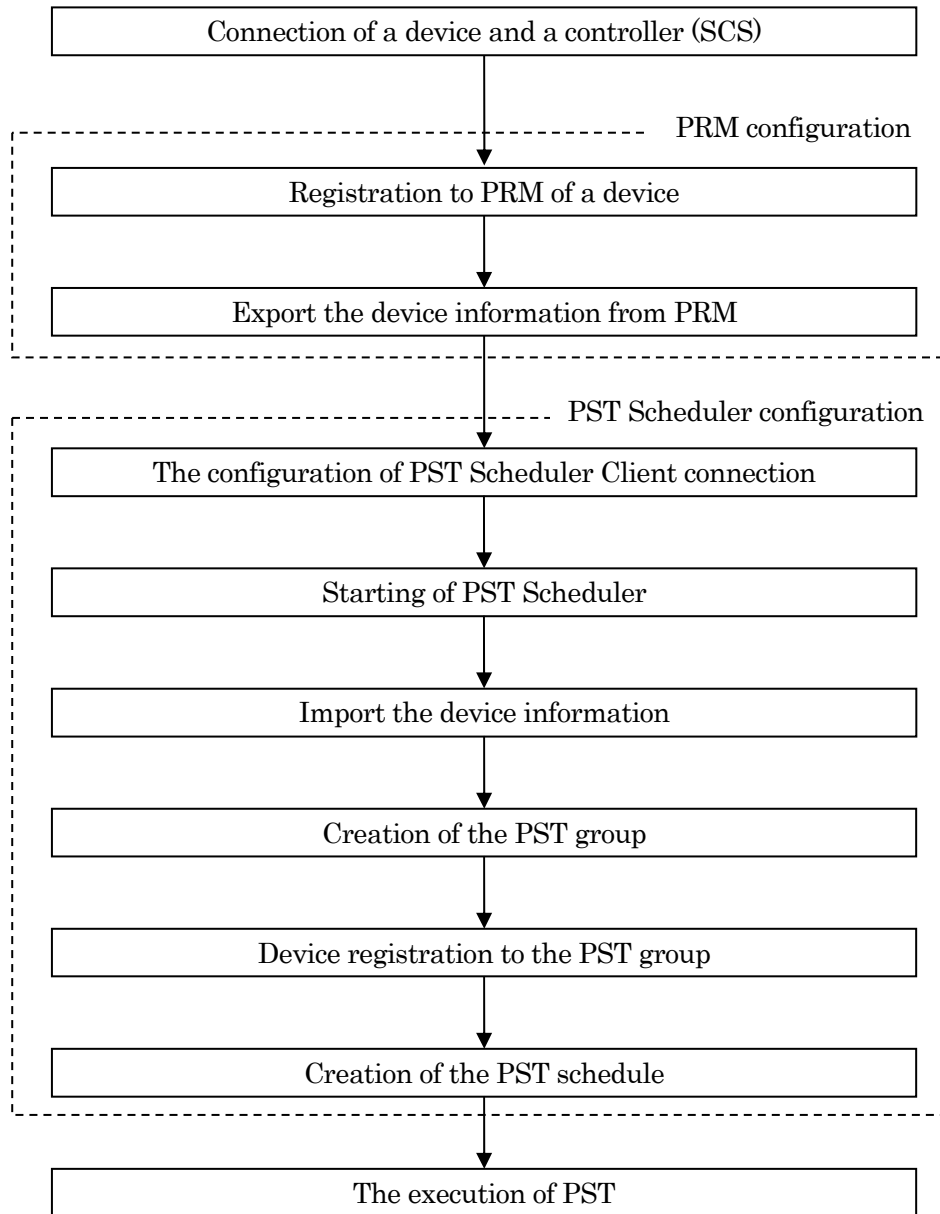 Connection of a device and a controller (SCS)
PRM configuration
Registration to PRM of a device
Export the device information from PRM
PST Scheduler configuration
The configuration of PST Scheduler Client connection
Starting of PST Scheduler
Import the device information
Creation of the PST group
Device registration to the PST group
Creation of the PST schedule
The execution of PST